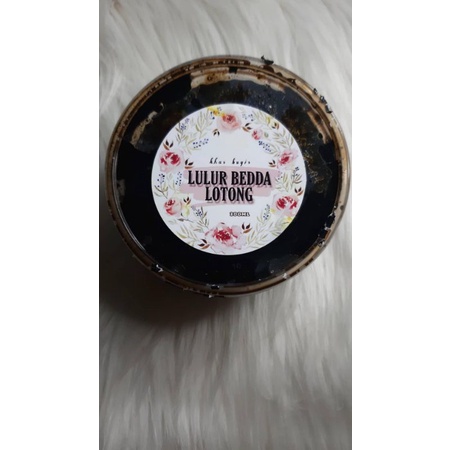 khas bugis
LULUR BEDDA
LOTONG